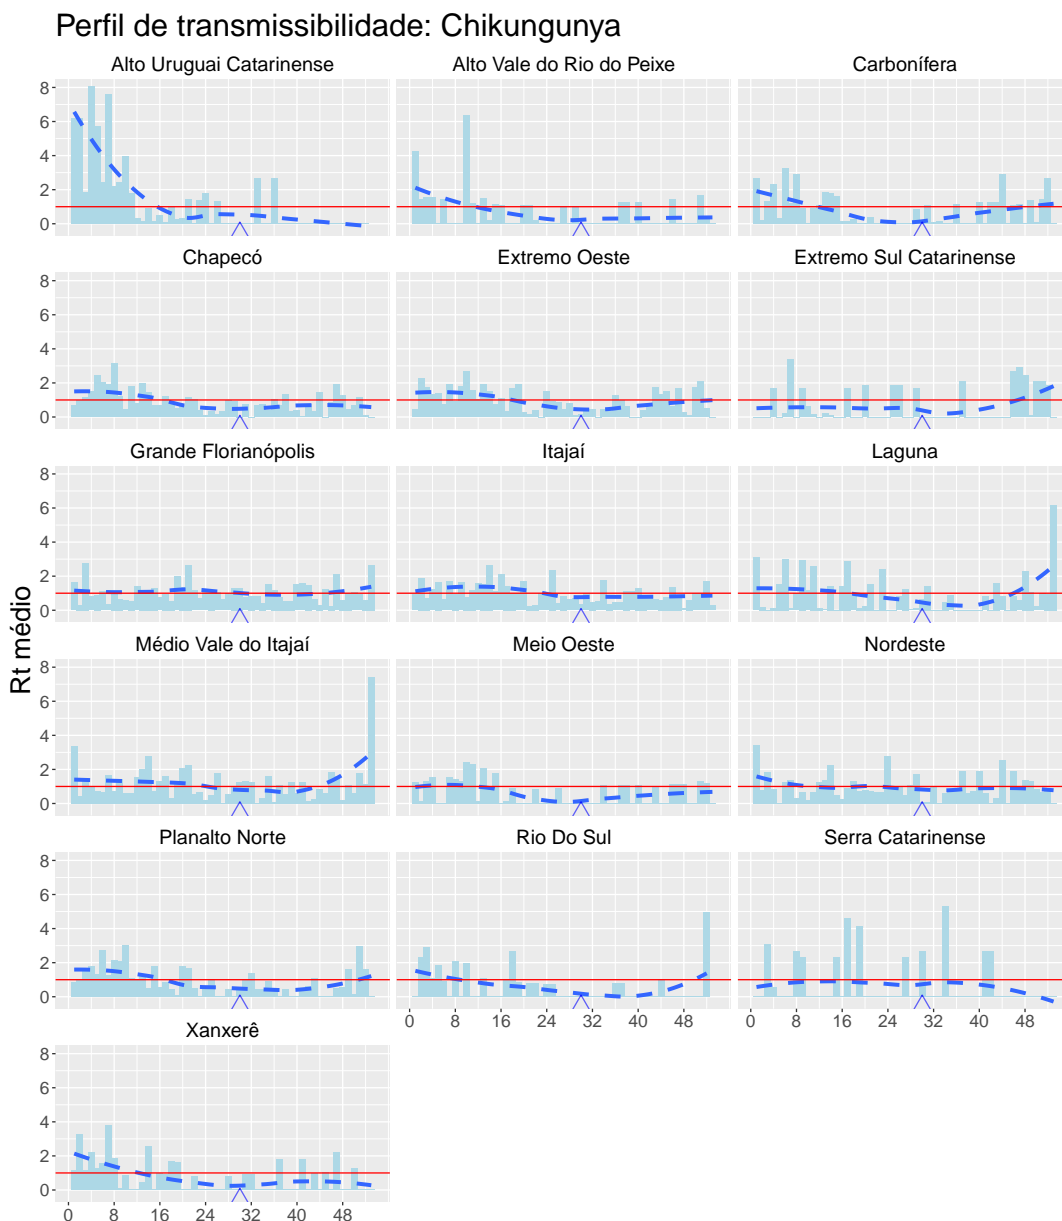 Perfil de transmissibilidade: Chikungunya
Alto Uruguai Catarinense
Alto Vale do Rio do Peixe
Carbonífera
8
6
4
2
0
Chapecó
Extremo Oeste
Extremo Sul Catarinense
8
6
4
2
0
Grande Florianópolis
Itajaí
Laguna
8
6
4
2
0
Rt médio
Médio Vale do Itajaí
Meio Oeste
Nordeste
8
6
4
2
0
Planalto Norte
Rio Do Sul
Serra Catarinense
8
6
4
2
0
0 8 16 24 32 40 48
0 8 16 24 32 40 48
Xanxerê
8
6
4
2
0
0 8 16 24 32 40 48